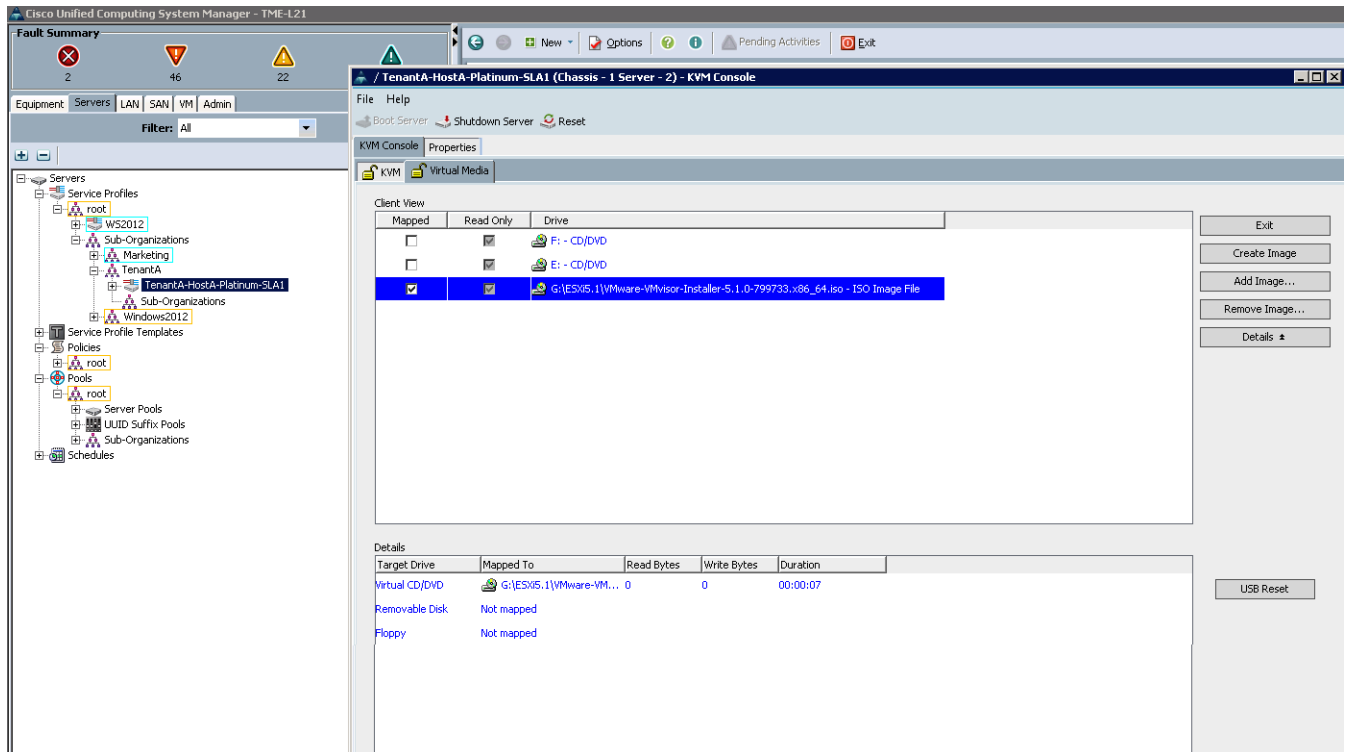 Cisco Unified Computing System Manager - TME-L21
Fault Summary
2 46 22
New Options Pending Activities Exit
Equipment Servers LAN SAN VM Admin
Filter: All
Servers
Service Profiles
root
WS2012
Sub-Organizations
Marketing
TenantA
TenantA-HostA-Platinum-SLA1
Sub-Organizations
Windows2012
Service Profile Templates
Policies
root
Pools
root
Server Pools
UUID Suffix Pools
Sub-Organizations
Schedules
/ TenantA-HostA-Platinum-SLA1 (Chassis - 1 Server - 2) - KVM Console
File Help
Boot Server Shutdown Server Reset
KVM Console Properties
KVM Virtual Media
Client View
Mapped Read Only Drive
F: - CD/DVD
E: - CD/DVD
G:\ESXi5.1\VMware-VMvisor-Installer-5.1.0-799733.x86_64.iso - ISO Image File
Exit
Create Image
Add Image...
Remove Image...
Details
Details
Target Drive Mapped To Read Bytes Write Bytes Duration
Virtual CD/DVD G:\ESXi5.1\VMware-VM... 0 0 00:00:07
Removable Disk Not mapped
Floppy Not mapped
USB Reset